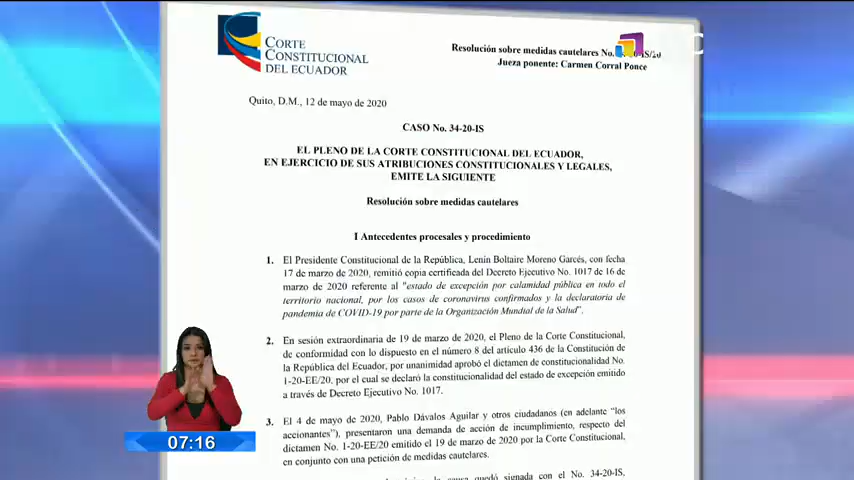 CORTE
CONSTITUCIONAL
DEL ECUADOR
Resolución sobre medidas cautelares No. -IS/20
Jueza ponente: Carmen Corral Ponce
Quito, D.M., 12 de mayo de 2020
CASO No. 34-20-IS
EL PLENO DE LA CORTE CONSTITUCIONAL DEL ECUADOR,
EN EJERCICIO DE SUS ATRIBUCIONES CONSTITUCIONALES Y LEGALES,
EMITE LA SIGUIENTE
Resolución sobre medidas cautelares
I Antecedentes procesales y procedimiento
1. El Presidente Constitucional de la República, Lenín Boltaire Moreno Garcés, con fecha
17 de marzo de 2020, remitió copia certificada del Decreto Ejecutivo No. 1017 de 16 de
marzo de 2020 referente al "estado de excepción por calamidad pública en todo el
territorio nacional, por los casos de coronavirus confirmados y la declaratoria de
pandemia de COVID-19 por parte de la Organización Mundial de la Salud".
2. En sesión extraordinaria de 19 de marzo de 2020, el Pleno de la Corte Constitucional,
de conformidad con lo dispuesto en el número 8 del artículo 436 de la Constitución de
la República del Ecuador, por unanimidad aprobó el dictamen de constitucionalidad No.
1-20-EE/20, por el cual se declaró la constitucionalidad del estado de excepción emitido
a través de Decreto Ejecutivo No. 1017.
3. El 4 de mayo de 2020, Pablo Dávalos Aguilar y otros ciudadanos (en adelante "los
accionantes"), presentaron una demanda de acción de incumplimiento, respecto del
dictamen No. 1-20-EE/20 emitido el 19 de marzo de 2020 por la Corte Constitucional,
en conjunto con una petición de medidas cautelares.
la causa quedó signada con el No. 34-20-IS,
07:16